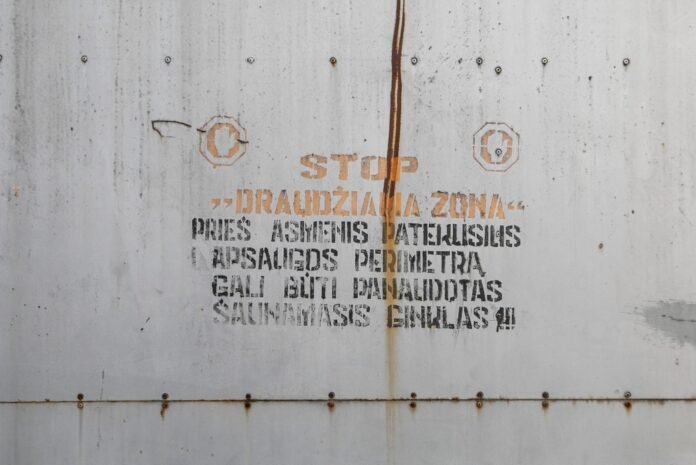 STOP
„DRAUDŽIAMA ZONA“
PRIEŠ ASMENIS PATEKUSIUS
Į APSAUGOS PERIMETRĄ
GALI BŪTI PANAUDOTAS
ŠAUNAMASIS GINKLAS !!!